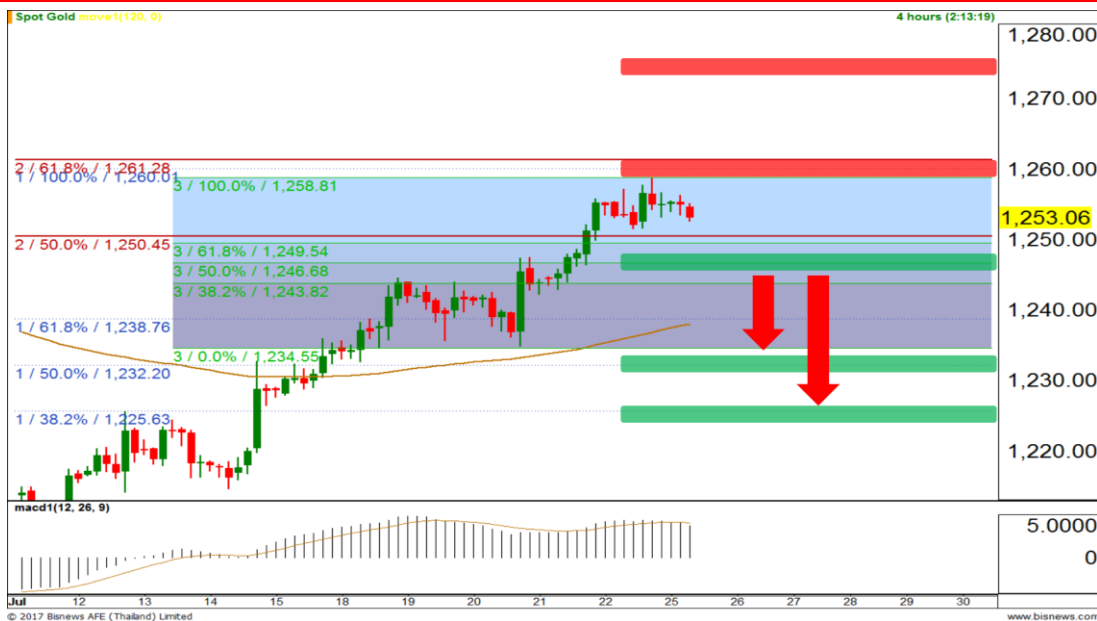 Spot Gold move1(120, 0)
4 hours (2:13:19)
1,280.00
1,270.00
2 / 61.8% / 1,261.28
1,260.00
1 / 100.0% / 1,260.01
3 / 100.0% / 1,258.81
1,253.06
2 / 50.0% / 1,250.45
1,250.00
3 / 61.8% / 1,249.54
3 / 50.0% / 1,246.68
3 / 38.2% / 1,243.82
1,240.00
1 / 61.8% / 1,238.76
3 / 0.0% / 1,234.55
1 / 50.0% / 1,232.20
1,230.00
1 / 38.2% / 1,225.63
1,220.00
macd1(12, 26, 9)
5.0000
0
Jul 12 13 14 15 18 19 20 21 22 25 26 27 28 29 30
© 2017 Bisnews AFE (Thailand) Limited
www.bisnews.com